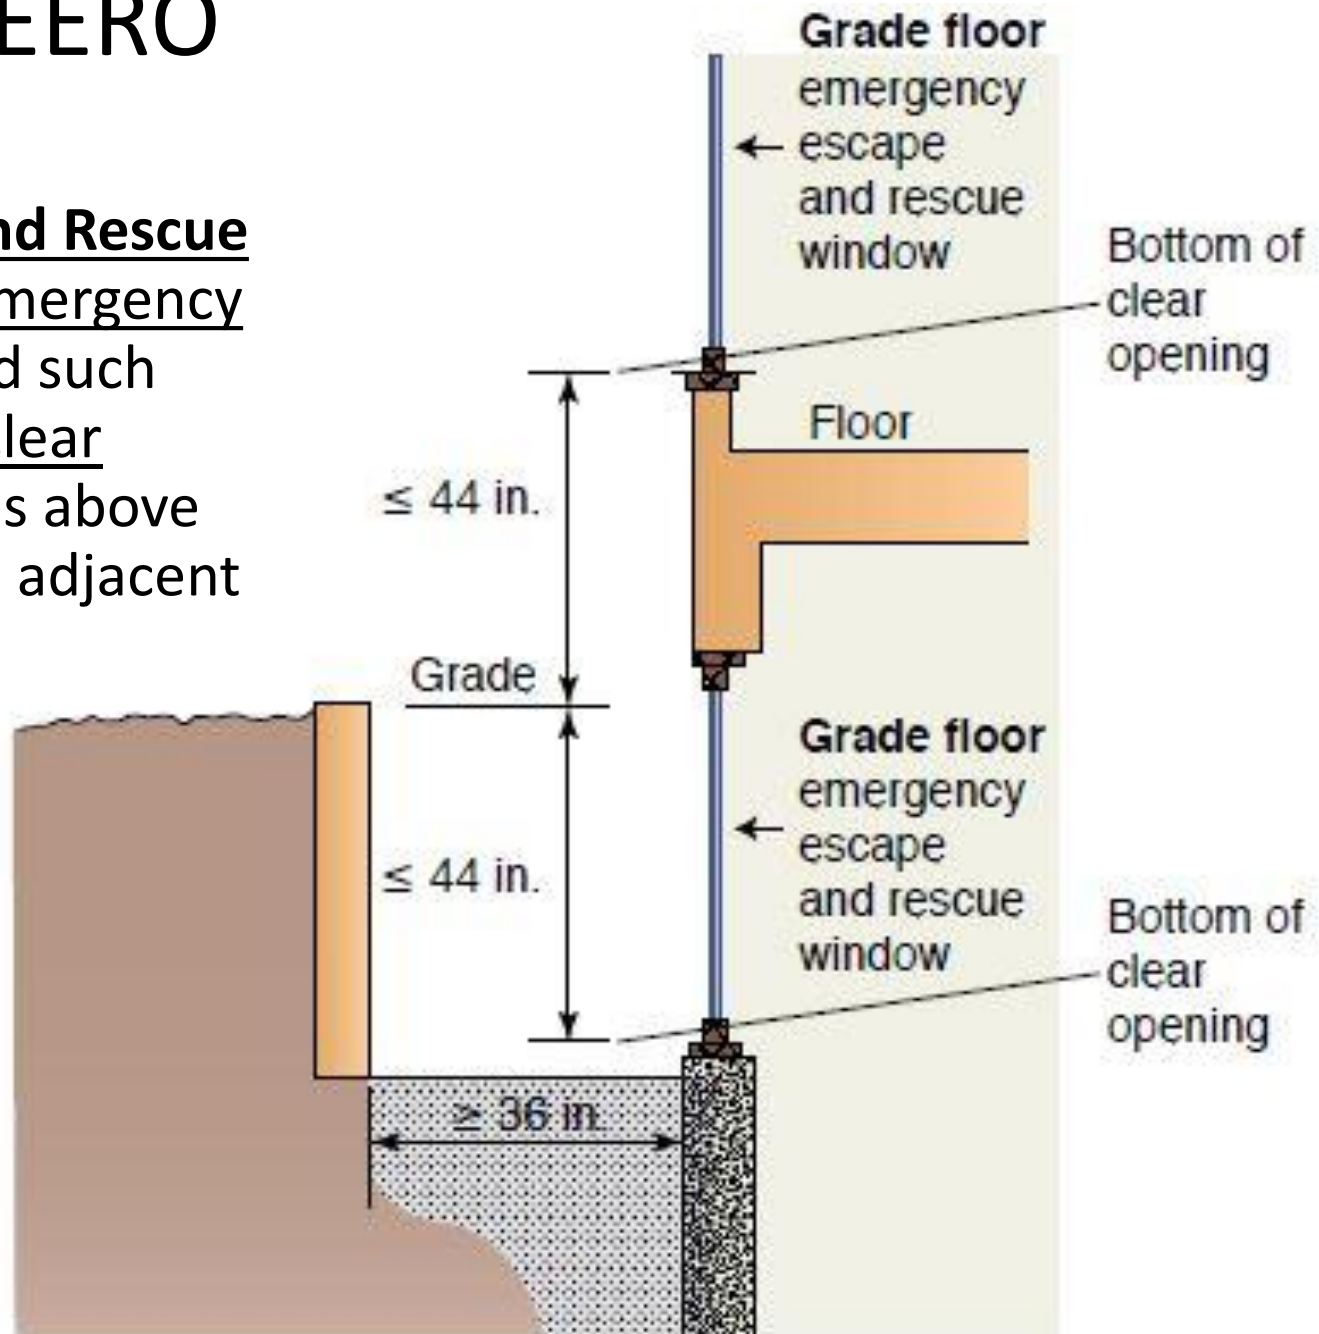 EERO
nd Rescue
mergency
d such
lear
s above
adjacent
Grade floor
emergency
escape
and rescue
window
Bottom of
clear
opening
Floor
≤ 44 in.
Grade
≤ 44 in.
Grade floor
emergency
escape
and rescue
window
Bottom of
clear
opening
≥ 36 in.